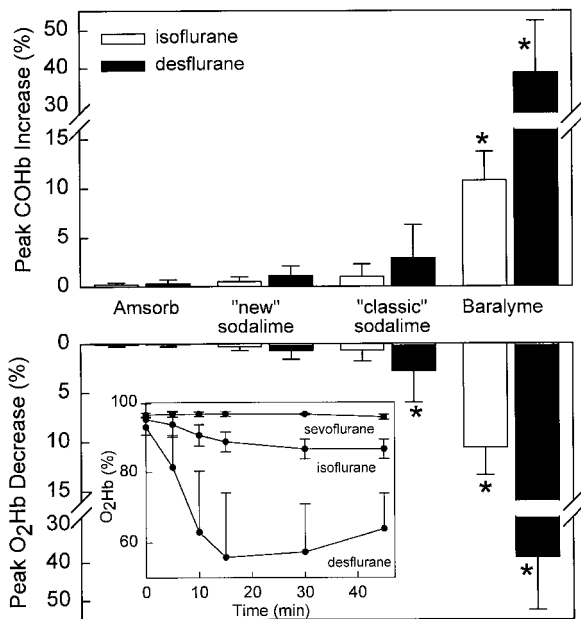 Peak COHb Increase (%)
50
40
30
15
10
5
0
isoflurane
desflurane
*
*
Amsorb
"new"
sodalime
"classic"
sodalime
Baralyme
Peak O2Hb Decrease (%)
0
5
10
15
30
40
50
*
*
*
O2Hb (%)
100
80
60
sevoflurane
isoflurane
desflurane
0
10
20
30
40
Time (min)